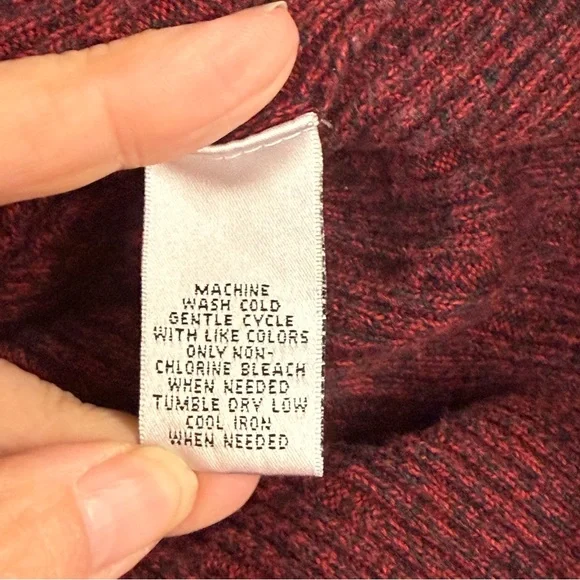 MACHINE
WASH COLD
GENTLE CYCLE
WITH LIKE COLORS
ONLY NON-
CHLORINE BLEACH
WHEN NEEDED
TUMBLE DRY LOW
COOL IRON
WHEN NEEDED